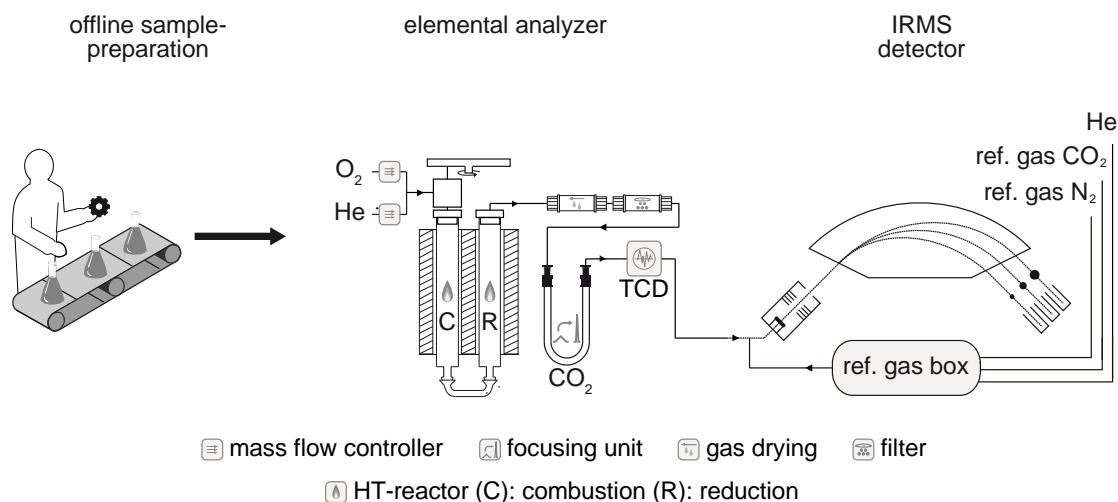 offline sample-
preparation
elemental analyzer
IRMS
detector
He
ref. gas CO₂
ref. gas N₂
O₂
He
TCD
C
R
CO₂
ref. gas box
mass flow controller
focusing unit
gas drying
filter
HT-reactor (C): combustion (R): reduction